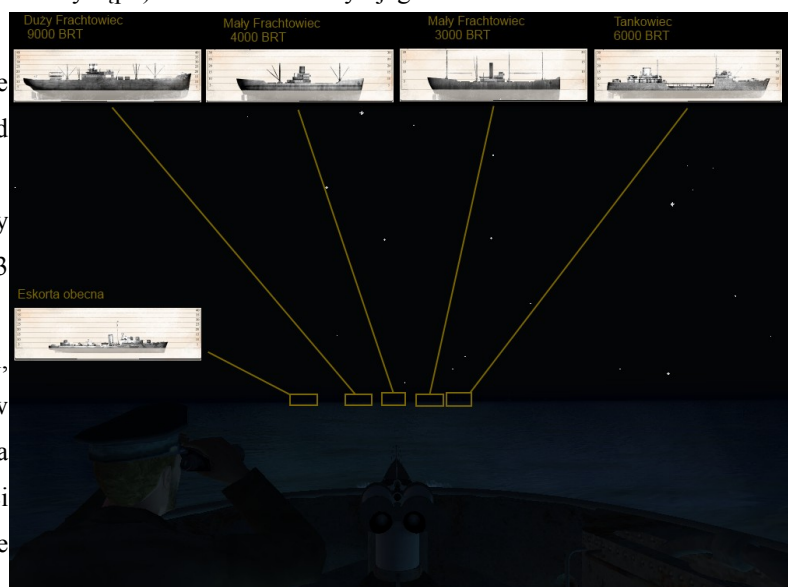 Duży Frachtowiec
9000 BRT
Mały Frachtowiec
4000 BRT
Mały Frachtowiec
3000 BRT
Tankowiec
6000 BRT
Eskorta obecna